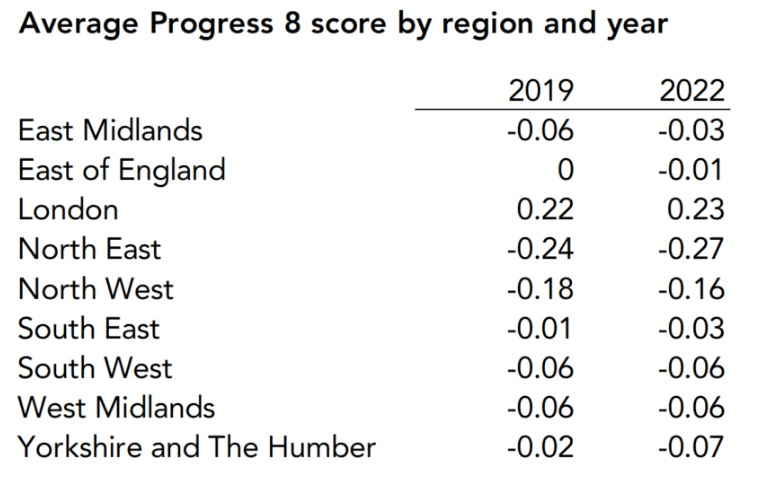 Average Progress 8 score by region and year
2019 2022
East Midlands -0.06 -0.03
East of England 0 -0.01
London 0.22 0.23
North East -0.24 -0.27
North West -0.18 -0.16
South East -0.01 -0.03
South West -0.06 -0.06
West Midlands -0.06 -0.06
Yorkshire and The Humber -0.02 -0.07